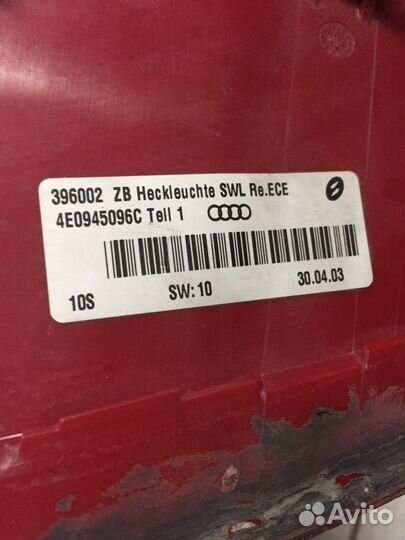 396002 ZB Heckleuchte SWL Re.ECE
4E0945096C Teil 1
10S SW:10 30.04.03
Avito